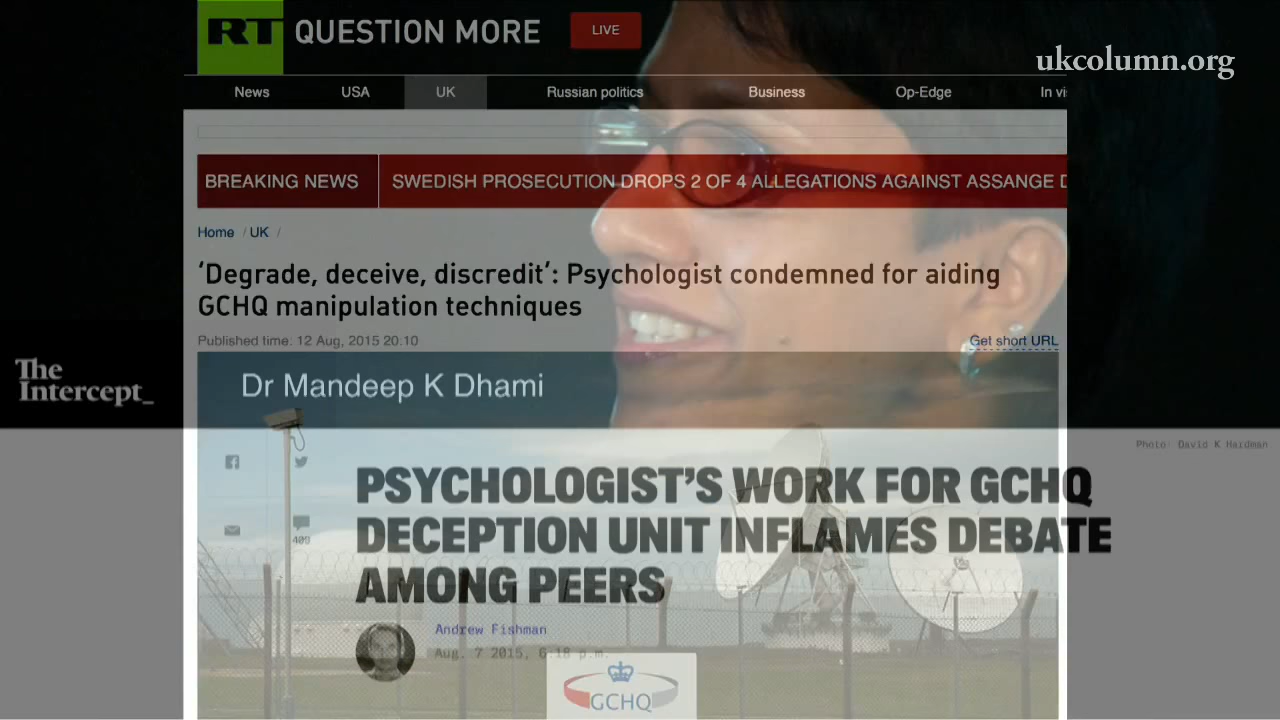 RT QUESTION MORE
LIVE
ukcolumn.org
News
USA
UK
Russian politics
Business
Op-Edge
In vi
BREAKING NEWS
SWEDISH PROSECUTION DROPS 2 OF 4 ALLEGATIONS AGAINST ASSANGE D
Home / UK /
‘Degrade, deceive, discredit’: Psychologist condemned for aiding
GCHQ manipulation techniques
Published time: 12 Aug, 2015 20.10
Get short URL
The
Intercept_
Dr Mandeep K Dhami
Photo: David K Hardman
PSYCHOLOGIST’S WORK FOR GCHQ
DECEPTION UNIT INFLAMES DEBATE
AMONG PEERS
409
Andrew Fishman
Aug. 7 2015, 6:18 p.m.
GCHQ